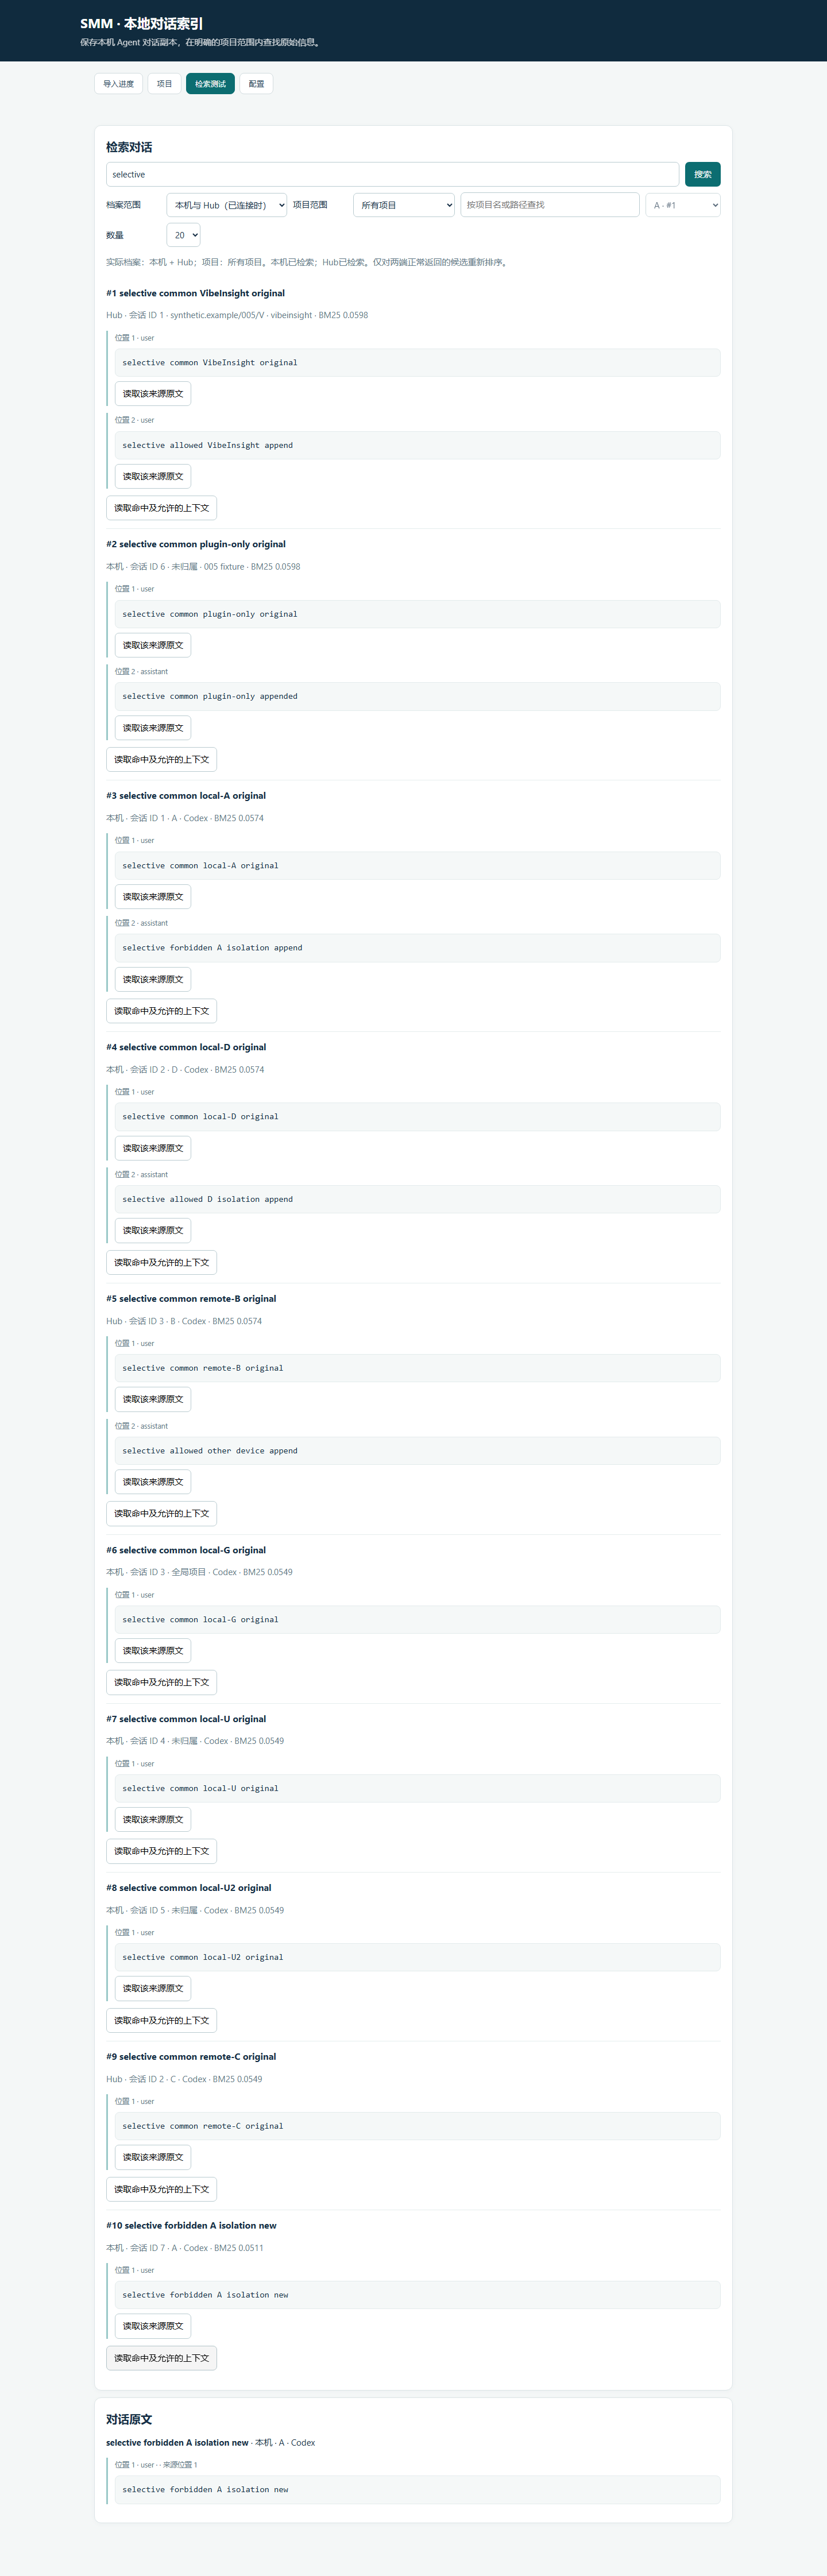 SMM · 本地对话索引
保存本机 Agent 对话副本，在明确的项目范围内查找原始信息。
导入进度 项目 检索测试 配置
检索对话
selective 搜索
档案范围 本机与 Hub（已连接时） 项目范围 所有项目 按项目名或路径查找 A · #1
数量 20
实际档案：本机 + Hub；项目：所有项目。本机已检索；Hub已检索。仅对两端正常返回的候选重新排序。
#1 selective common VibeInsight original
Hub · 会话 ID 1 · synthetic.example/005/V · vibeinsight · BM25 0.0598
位置 1 · user
selective common VibeInsight original
读取该来源原文
位置 2 · user
selective allowed VibeInsight append
读取该来源原文
读取命中及允许的上下文
#2 selective common plugin-only original
本机 · 会话 ID 6 · 未归属 · 005 fixture · BM25 0.0598
位置 1 · user
selective common plugin-only original
读取该来源原文
位置 2 · assistant
selective common plugin-only appended
读取该来源原文
读取命中及允许的上下文
#3 selective common local-A original
本机 · 会话 ID 1 · A · Codex · BM25 0.0574
位置 1 · user
selective common local-A original
读取该来源原文
位置 2 · assistant
selective forbidden A isolation append
读取该来源原文
读取命中及允许的上下文
#4 selective common local-D original
本机 · 会话 ID 2 · D · Codex · BM25 0.0574
位置 1 · user
selective common local-D original
读取该来源原文
位置 2 · assistant
selective allowed D isolation append
读取该来源原文
读取命中及允许的上下文
#5 selective common remote-B original
Hub · 会话 ID 3 · B · Codex · BM25 0.0574
位置 1 · user
selective common remote-B original
读取该来源原文
位置 2 · assistant
selective allowed other device append
读取该来源原文
读取命中及允许的上下文
#6 selective common local-G original
本机 · 会话 ID 3 · 全局项目 · Codex · BM25 0.0549
位置 1 · user
selective common local-G original
读取该来源原文
读取命中及允许的上下文
#7 selective common local-U original
本机 · 会话 ID 4 · 未归属 · Codex · BM25 0.0549
位置 1 · user
selective common local-U original
读取该来源原文
读取命中及允许的上下文
#8 selective common local-U2 original
本机 · 会话 ID 5 · 未归属 · Codex · BM25 0.0549
位置 1 · user
selective common local-U2 original
读取该来源原文
读取命中及允许的上下文
#9 selective common remote-C original
Hub · 会话 ID 2 · C · Codex · BM25 0.0549
位置 1 · user
selective common remote-C original
读取该来源原文
读取命中及允许的上下文
#10 selective forbidden A isolation new
本机 · 会话 ID 7 · A · Codex · BM25 0.0511
位置 1 · user
selective forbidden A isolation new
读取该来源原文
读取命中及允许的上下文
对话原文
selective forbidden A isolation new · 本机 · A · Codex
位置 1 · user · · 来源位置 1
selective forbidden A isolation new